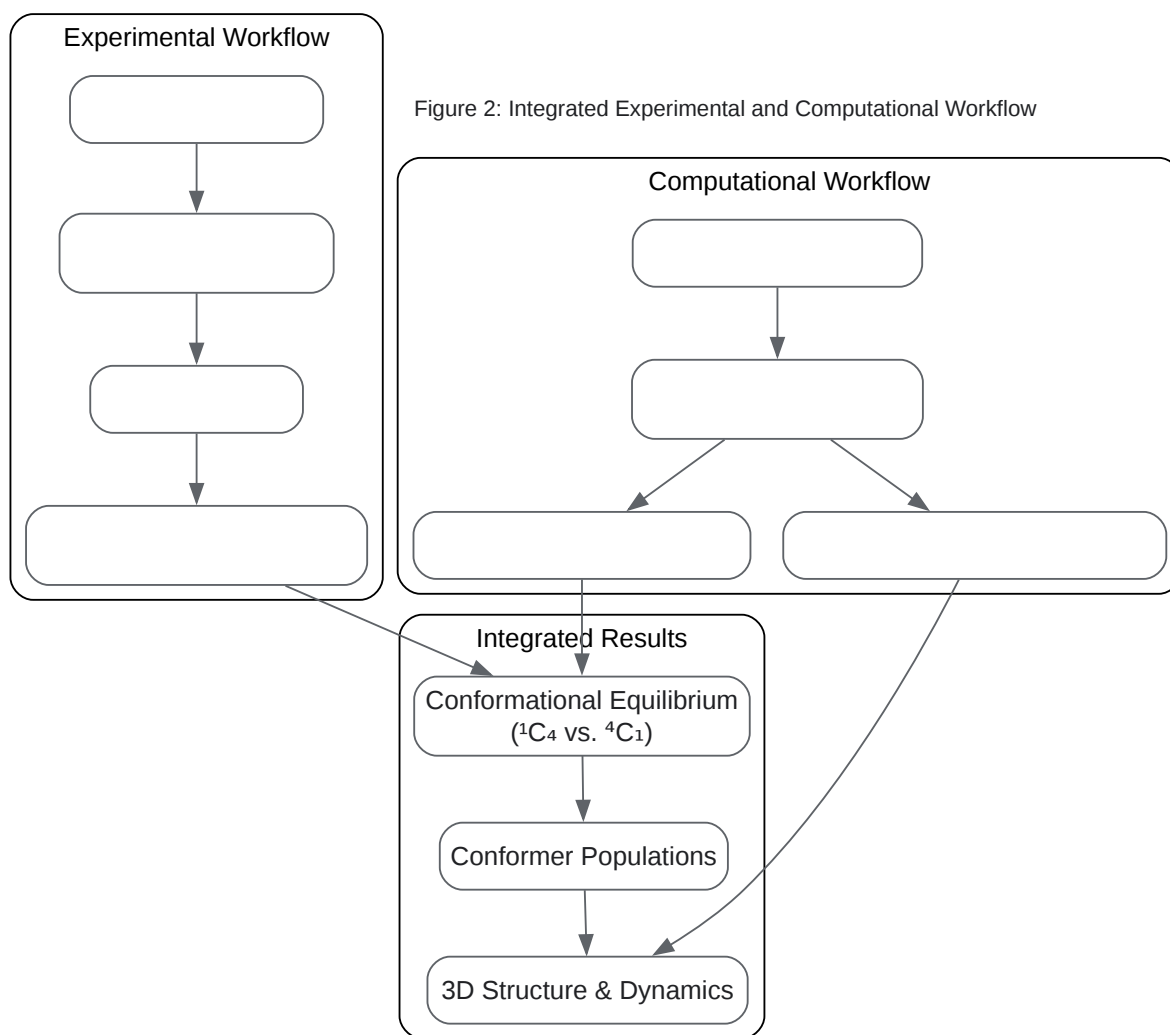 Experimental Workflow
Figure 2: Integrated Experimental and Computational Workflow
Computational Workflow
Integrated Results
Conformational Equilibrium
(¹C₄ vs. ⁴C₁)
Conformer Populations
3D Structure & Dynamics